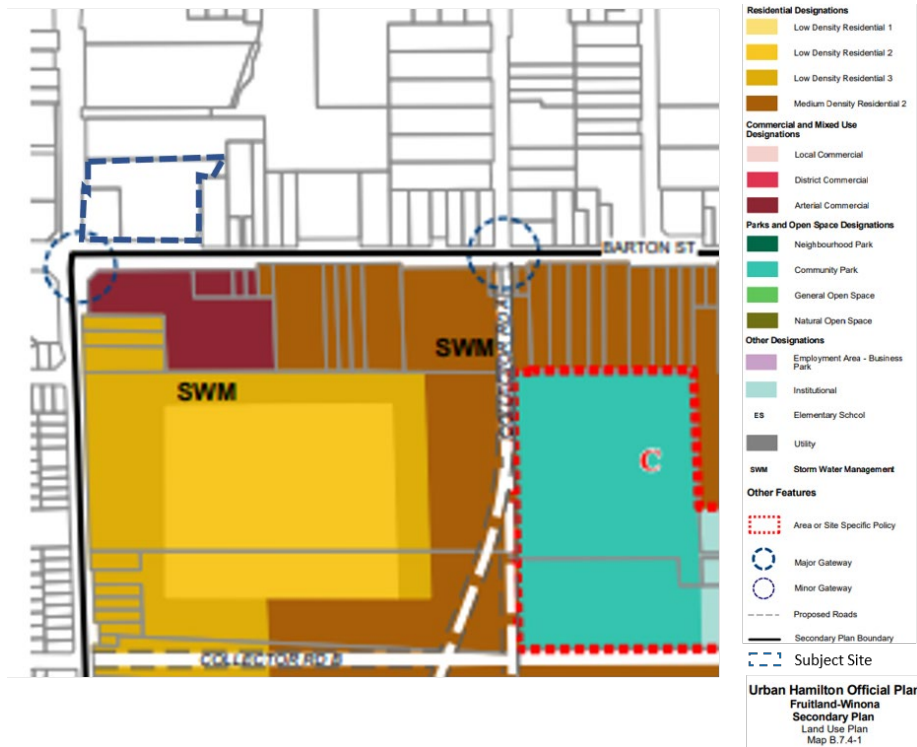 BARTON ST
COLLECTOR RD A
SWM
SWM
C
COLLECTOR RD B
Residential Designations
Low Density Residential 1
Low Density Residential 2
Low Density Residential 3
Medium Density Residential 2
Commercial and Mixed Use
Designations
Local Commercial
District Commercial
Arterial Commercial
Parks and Open Space Designations
Neighbourhood Park
Community Park
General Open Space
Natural Open Space
Other Designations
Employment Area - Business
Park
Institutional
ES Elementary School
Utility
SWM Storm Water Management
Other Features
Area or Site Specific Policy
Major Gateway
Minor Gateway
Proposed Roads
Secondary Plan Boundary
Subject Site
Urban Hamilton Official Plan
Fruitland-Winona
Secondary Plan
Land Use Plan
Map B.7.4-1